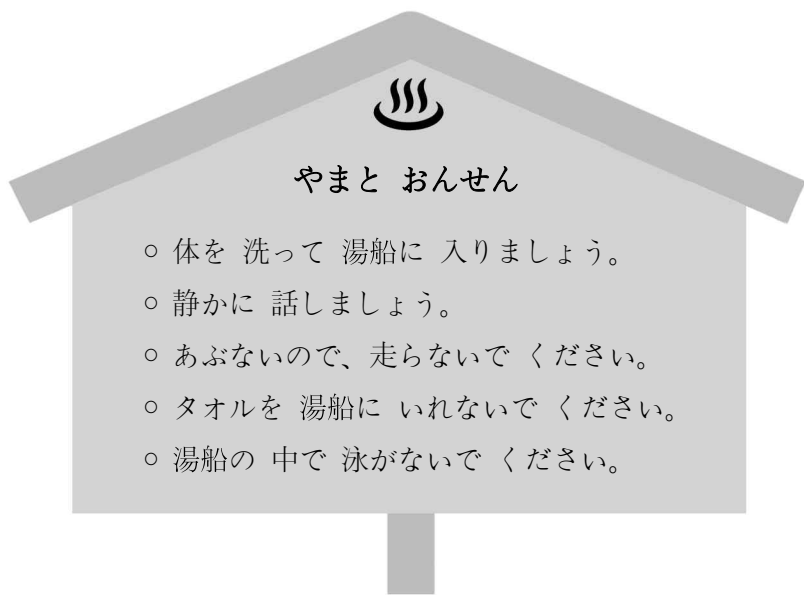 やまと おんせん
○ 体を 洗って 湯船に 入りましょう。
○ 静かに 話しましょう。
○ あぶないので、走らないで ください。
○ タオルを 湯船に いれないで ください。
○ 湯船の 中で 泳がないで ください。